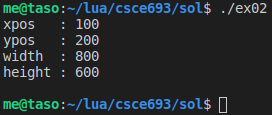 me@taso:~/lua/csce693/sol$ ./ex02
xpos   : 100
ypos   : 200
width  : 800
height : 600
me@taso:~/lua/csce693/sol$